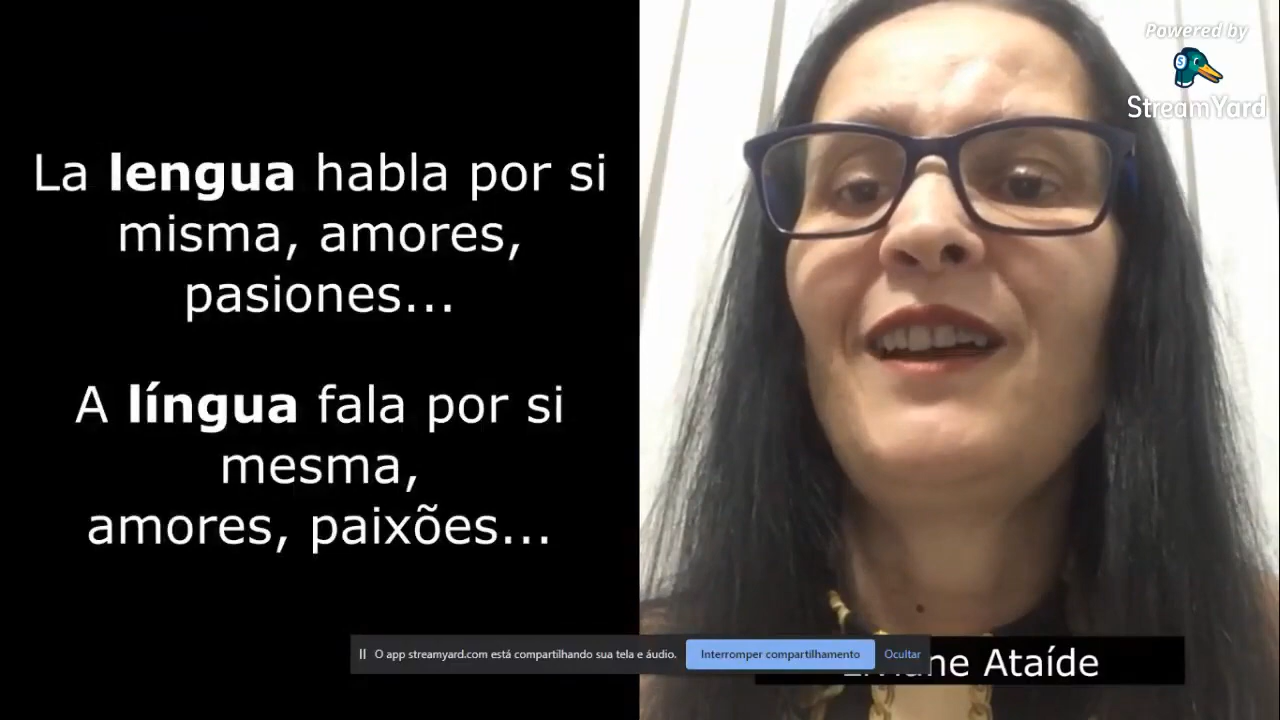 La lengua habla por si
misma, amores,
pasiones...
A língua fala por si
mesma,
amores, paixões...
Powered by
StreamYard
O app streamyard.com está compartilhando sua tela e áudio.
Interromper compartilhamento
Ocultar
Ataíde